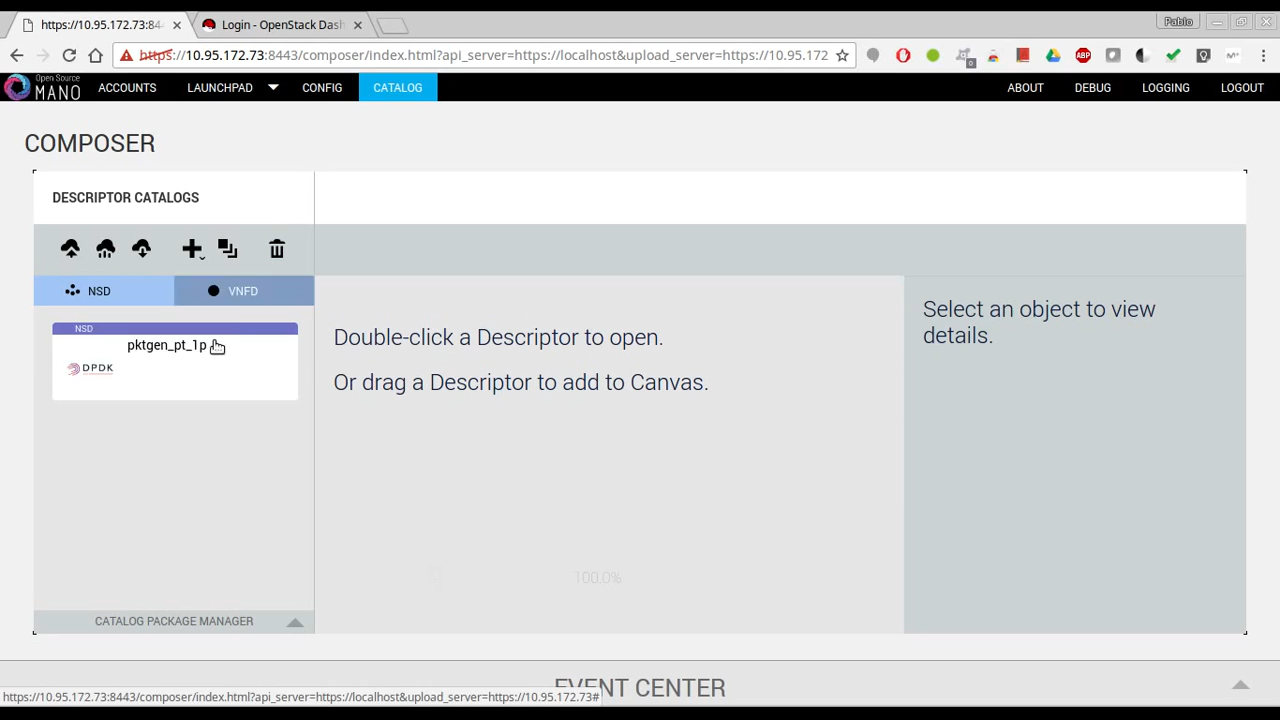 https://10.95.172.73:844
Login - OpenStack Dash
Pablo
https://10.95.172.73:8443/composer/index.html?api_server=https://localhost&upload_server=https://10.95.172
0
ABP
Open Source
MANO
ACCOUNTS
LAUNCHPAD
CONFIG
CATALOG
ABOUT
DEBUG
LOGGING
LOGOUT
COMPOSER
DESCRIPTOR CATALOGS
NSD
VNFD
NSD
pktgen_pt_1p
DPDK
Double-click a Descriptor to open.
Or drag a Descriptor to add to Canvas.
Select an object to view
details.
100.0%
CATALOG PACKAGE MANAGER
EVENT CENTER
https://10.95.172.73:8443/composer/index.html?api_server=https://localhost&upload_server=https://10.95.172.73#